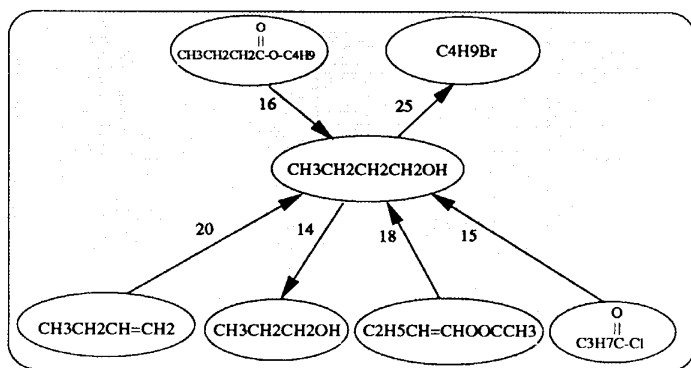 O
||
CH3CH2CH2C-O-C4H9
C4H9Br
16
25
CH3CH2CH2CH2OH
20
14
18
15
CH3CH2CH=CH2
CH3CH2CH2OH
C2H5CH=CHOOCCH3
O
||
C3H7C-Cl